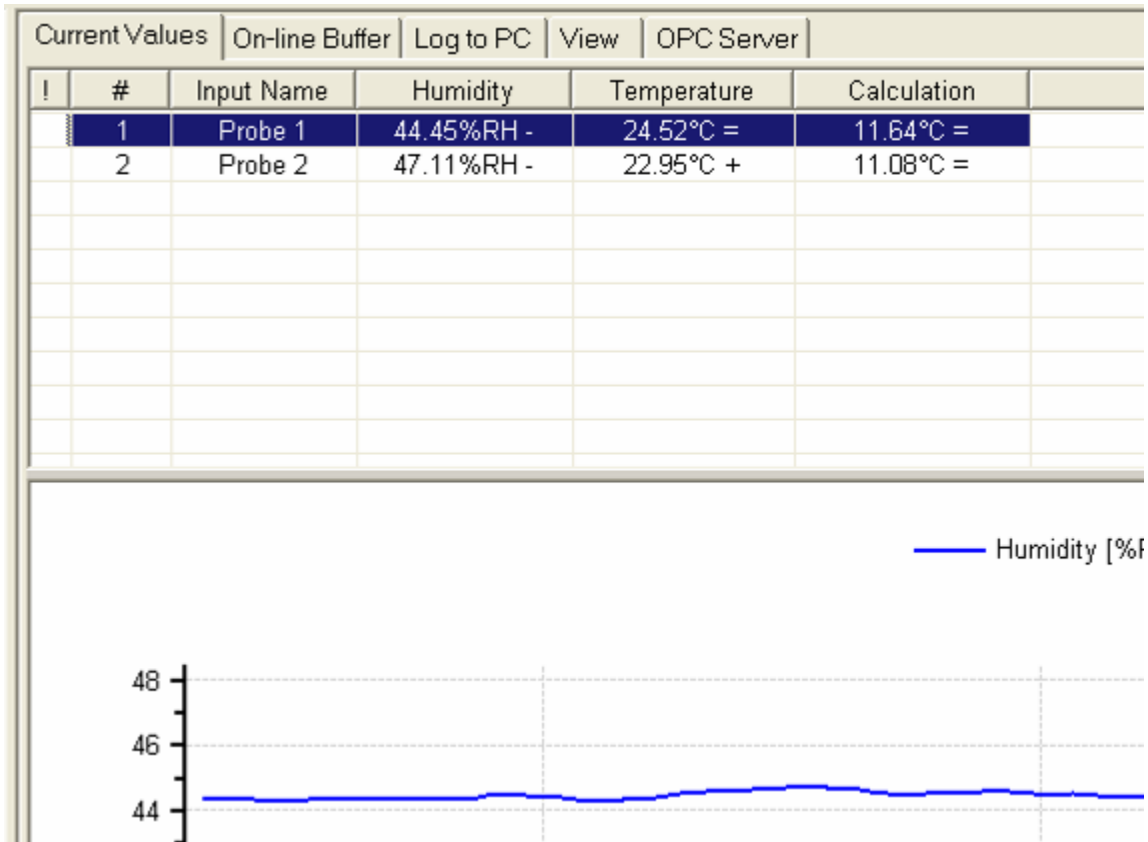 Current Values On-line Buffer Log to PC View OPC Server
! # Input Name Humidity Temperature Calculation
1 Probe 1 44.45%RH - 24.52°C = 11.64°C =
2 Probe 2 47.11%RH - 22.95°C + 11.08°C =
Humidity [%
48
46
44